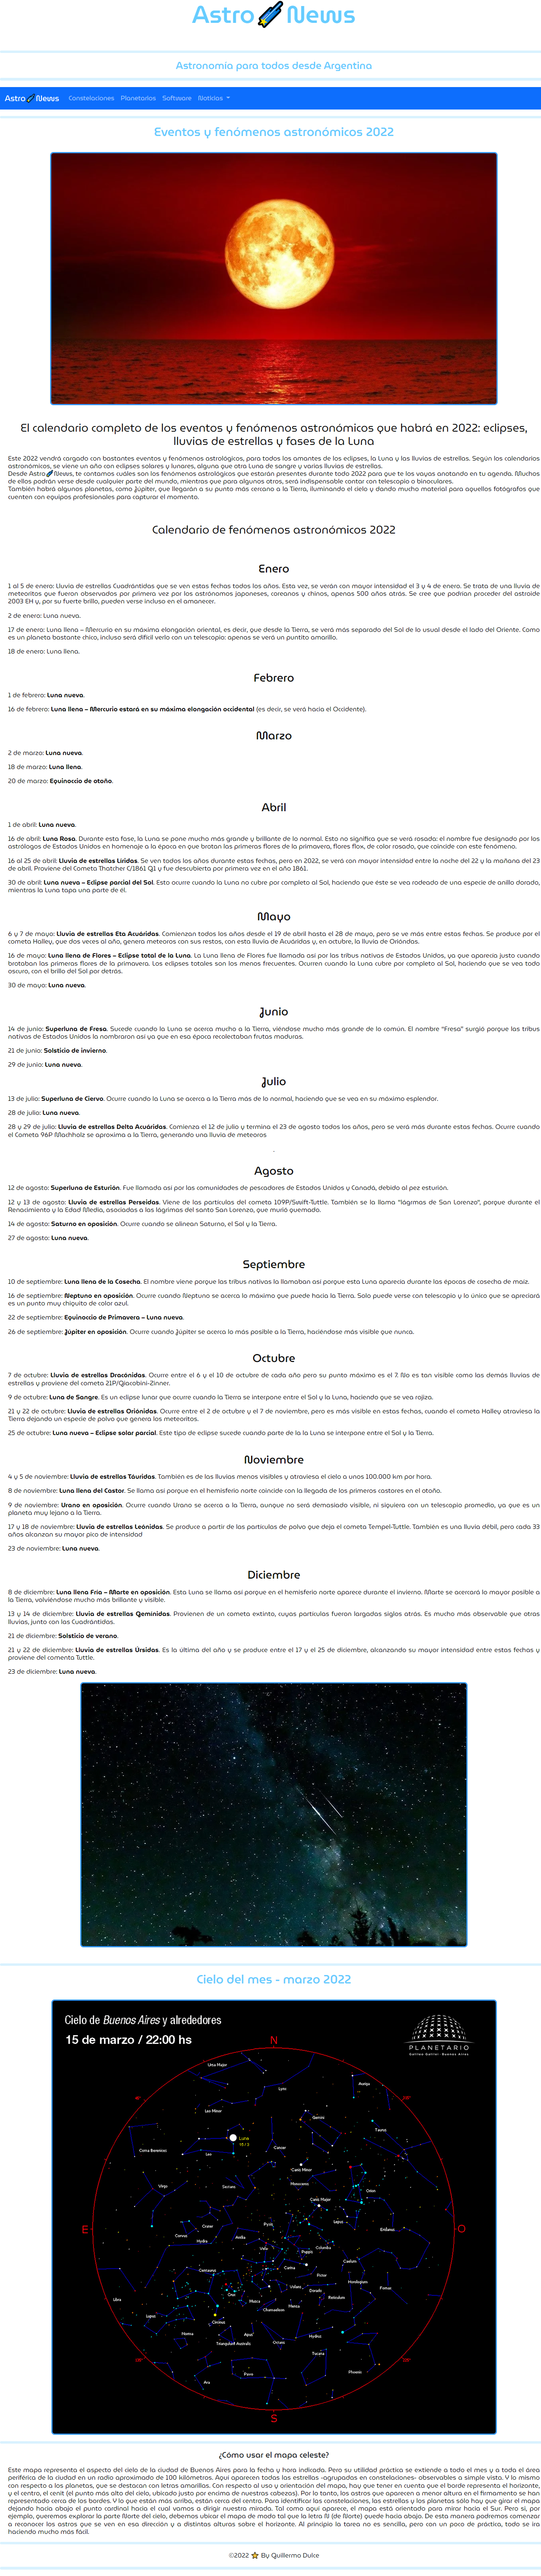 Astro News
Astronomía para todos desde Argentina
Astro News Constelaciones Planetarios Software Noticias
Eventos y fenómenos astronómicos 2022
El calendario completo de los eventos y fenómenos astronómicos que habrá en 2022: eclipses,
lluvias de estrellas y fases de la Luna
Este 2022 vendrá cargado con bastantes eventos y fenómenos astrológicos, para todos los amantes de los eclipses, la Luna y las lluvias de estrellas. Según los calendarios
astronómicos, se viene un año con eclipses solares y lunares, alguna que otra Luna de sangre y varias lluvias de estrellas.
Desde Astro News, te contamos cuáles son los fenómenos astrológicos que estarán presentes durante todo 2022 para que te los vayas anotando en tu agenda. Muchos
de ellos podrán verse desde cualquier parte del mundo, mientras que para algunos otros, será indispensable contar con telescopio o binoculares.
También habrá algunos planetas, como Júpiter, que llegarán a su punto más cercano a la Tierra, iluminando el cielo y dando mucho material para aquellos fotógrafos que
cuenten con equipos profesionales para capturar el momento.
Calendario de fenómenos astronómicos 2022
Enero
1 al 5 de enero: Lluvia de estrellas Cuadrántidas que se ven estas fechas todos los años. Esta vez, se verán con mayor intensidad el 3 y 4 de enero. Se trata de una lluvia de
meteoritos que fueron observados por primera vez por los astrónomos japoneses, coreanos y chinos, apenas 500 años atrás. Se cree que podrían proceder del astroide
2003 EH y, por su fuerte brillo, pueden verse incluso en el amanecer.
2 de enero: Luna nueva.
17 de enero: Luna llena – Mercurio en su máxima elongación oriental, es decir, que desde la Tierra, se verá más separado del Sol de lo usual desde el lado del Oriente. Como
es un planeta bastante chico, incluso será difícil verlo con un telescopio: apenas se verá un puntito amarillo.
18 de enero: Luna llena.
Febrero
1 de febrero: Luna nueva.
16 de febrero: Luna llena – Mercurio estará en su máxima elongación occidental (es decir, se verá hacia el Occidente).
Marzo
2 de marzo: Luna nueva.
18 de marzo: Luna llena.
20 de marzo: Equinoccio de otoño.
Abril
1 de abril: Luna nueva.
16 de abril: Luna Rosa. Durante esta fase, la Luna se pone mucho más grande y brillante de lo normal. Esto no significa que se verá rosada: el nombre fue designado por los
astrólogos de Estados Unidos en homenaje a la época en que brotan las primeras flores de la primavera, flores flox, de color rosado, que coincide con este fenómeno.
16 al 25 de abril: Lluvia de estrellas Líridas. Se ven todos los años durante estas fechas, pero en 2022, se verá con mayor intensidad entre la noche del 22 y la mañana del 23
de abril. Proviene del Cometa Thatcher C/1861 G1 y fue descubierta por primera vez en el año 1861.
30 de abril: Luna nueva – Eclipse parcial del Sol. Esto ocurre cuando la Luna no cubre por completo al Sol, haciendo que éste se vea rodeado de una especie de anillo dorado,
mientras la Luna tapa una parte de él.
Mayo
6 y 7 de mayo: Lluvia de estrellas Eta Acuáridas. Comienzan todos los años desde el 19 de abril hasta el 28 de mayo, pero se ve más entre estas fechas. Se produce por el
cometa Halley, que dos veces al año, genera meteoros con sus restos, con esta lluvia de Acuáridas y, en octubre, la lluvia de Oriónidas.
16 de mayo: Luna llena de Flores – Eclipse total de la Luna. La Luna llena de Flores fue llamada así por las tribus nativas de Estados Unidos, ya que aparecía justo cuando
brotaban las primeras flores de la primavera. Los eclipses totales son los menos frecuentes. Ocurren cuando la Luna cubre por completo al Sol, haciendo que se vea todo
oscuro, con el brillo del Sol por detrás.
30 de mayo: Luna nueva.
Junio
14 de junio: Superluna de Fresa. Sucede cuando la Luna se acerca mucho a la Tierra, viéndose mucho más grande de lo común. El nombre "Fresa" surgió porque las tribus
nativas de Estados Unidos la nombraron así ya que en esa época recolectaban frutas maduras.
21 de junio: Solsticio de invierno.
29 de junio: Luna nueva.
Julio
13 de julio: Superluna de Ciervo. Ocurre cuando la Luna se acerca a la Tierra más de lo normal, haciendo que se vea en su máximo esplendor.
28 de julio: Luna nueva.
28 y 29 de julio: Lluvia de estrellas Delta Acuáridas. Comienza el 12 de julio y termina el 23 de agosto todos los años, pero se verá más durante estas fechas. Ocurre cuando
el Cometa 96P Machholz se aproxima a la Tierra, generando una lluvia de meteoros
.
Agosto
12 de agosto: Superluna de Esturión. Fue llamada así por las comunidades de pescadores de Estados Unidos y Canadá, debido al pez esturión.
12 y 13 de agosto: Lluvia de estrellas Perseidas. Viene de las partículas del cometa 109P/Swift-Tuttle. También se la llama "lágrimas de San Lorenzo", porque durante el
Renacimiento y la Edad Media, asociadas a las lágrimas del santo San Lorenzo, que murió quemado.
14 de agosto: Saturno en oposición. Ocurre cuando se alinean Saturno, el Sol y la Tierra.
27 de agosto: Luna nueva.
Septiembre
10 de septiembre: Luna llena de la Cosecha. El nombre viene porque las tribus nativas la llamaban así porque esta Luna aparecía durante las épocas de cosecha de maíz.
16 de septiembre: Neptuno en oposición. Ocurre cuando Neptuno se acerca lo máximo que puede hacia la Tierra. Solo puede verse con telescopio y lo único que se apreciará
es un punto muy chiquito de color azul.
22 de septiembre: Equinoccio de Primavera – Luna nueva.
26 de septiembre: Júpiter en oposición. Ocurre cuando Júpiter se acerca lo más posible a la Tierra, haciéndose más visible que nunca.
Octubre
7 de octubre: Lluvia de estrellas Dracónidas. Ocurre entre el 6 y el 10 de octubre de cada año pero su punto máximo es el 7. No es tan visible como las demás lluvias de
estrellas y proviene del cometa 21P/Giacobini-Zinner.
9 de octubre: Luna de Sangre. Es un eclipse lunar que ocurre cuando la Tierra se interpone entre el Sol y la Luna, haciendo que se vea rojiza.
21 y 22 de octubre: Lluvia de estrellas Oriónidas. Ocurre entre el 2 de octubre y el 7 de noviembre, pero es más visible en estas fechas, cuando el cometa Halley atraviesa la
Tierra dejando un especie de polvo que genera los meteoritos.
25 de octubre: Luna nueva – Eclipse solar parcial. Este tipo de eclipse sucede cuando parte de la la Luna se interpone entre el Sol y la Tierra.
Noviembre
4 y 5 de noviembre: Lluvia de estrellas Táuridas. También es de las lluvias menos visibles y atraviesa el cielo a unos 100.000 km por hora.
8 de noviembre: Luna llena del Castor. Se llama así porque en el hemisferio norte coincide con la llegada de los primeros castores en el otoño.
9 de noviembre: Urano en oposición. Ocurre cuando Urano se acerca a la Tierra, aunque no será demasiado visible, ni siquiera con un telescopio promedio, ya que es un
planeta muy lejano a la Tierra.
17 y 18 de noviembre: Lluvia de estrellas Leónidas. Se produce a partir de las partículas de polvo que deja el cometa Tempel-Tuttle. También es una lluvia débil, pero cada 33
años alcanzan su mayor pico de intensidad
23 de noviembre: Luna nueva.
Diciembre
8 de diciembre: Luna llena Fría – Marte en oposición. Esta Luna se llama así porque en el hemisferio norte aparece durante el invierno. Marte se acercará lo mayor posible a
la Tierra, volviéndose mucho más brillante y visible.
13 y 14 de diciembre: Lluvia de estrellas Gemínidas. Provienen de un cometa extinto, cuyas partículas fueron largadas siglos atrás. Es mucho más observable que otras
lluvias, junto con las Cuadrántidas.
21 de diciembre: Solsticio de verano.
21 y 22 de diciembre: Lluvia de estrellas Úrsidas. Es la última del año y se produce entre el 17 y el 25 de diciembre, alcanzando su mayor intensidad entre estas fechas y
proviene del comenta Tuttle.
23 de diciembre: Luna nueva.
Cielo del mes - marzo 2022
Cielo de Buenos Aires y alrededores
15 de marzo / 22:00 hs
PLANETARIO
Galileo Galilei · Buenos Aires
N
Ursa Major
Lynx
Auriga
Leo Minor
Gemini
Taurus
Luna
15 / 3
Coma Berenices
Leo
Cancer
Canis Minor
Virgo
Sextans
Monoceros
Orion
Canis Major
Crater
Pyxis
Lepus
E
O
Corvus
Hydra
Antlia
Eridanus
Vela
Puppis
Columba
Centaurus
Carina
Caelum
Pictor
Horologium
Crux
Volans
Dorado
Fornax
Libra
Musca
Reticulum
Lupus
Chamaeleon
Mensa
Circinus
Norma
Apus
Hydrus
Triangulum Australis
Octans
Tucana
Phoenix
Pavo
Ara
S
¿Cómo usar el mapa celeste?
Este mapa representa el aspecto del cielo de la ciudad de Buenos Aires para la fecha y hora indicada. Pero su utilidad práctica se extiende a todo el mes y a toda el área
periférica de la ciudad en un radio aproximado de 100 kilómetros. Aquí aparecen todas las estrellas -agrupadas en constelaciones- observables a simple vista. Y lo mismo
con respecto a los planetas, que se destacan con letras amarillas. Con respecto al uso y orientación del mapa, hay que tener en cuenta que el borde representa el horizonte,
y el centro, el cenit (el punto más alto del cielo, ubicado justo por encima de nuestras cabezas). Por lo tanto, los astros que aparecen a menor altura en el firmamento se han
representado cerca de los bordes. Y lo que están más arriba, están cerca del centro. Para identificar las constelaciones, las estrellas y los planetas sólo hay que girar el mapa
dejando hacia abajo el punto cardinal hacia el cual vamos a dirigir nuestra mirada. Tal como aquí aparece, el mapa está orientado para mirar hacia el Sur. Pero si, por
ejemplo, queremos explorar la parte Norte del cielo, debemos ubicar el mapa de modo tal que la letra N (de Norte) quede hacia abajo. De esta manera podremos comenzar
a reconocer los astros que se ven en esa dirección y a distintas alturas sobre el horizonte. Al principio la tarea no es sencilla, pero con un poco de práctica, todo se ira
haciendo mucho más fácil.
©2022 By Guillermo Dulce